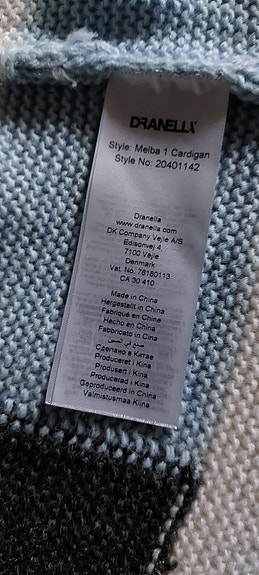 DRANELLA
Style: Melba 1 Cardigan
Style No: 20401142
Dranella
www.dranella.com
DK Company Vejle A/S
Edisonvej 4,
7100 Vejle
Denmark
Vat. No. 78180113
CA 30 410
Made in China
Hergestellt in China
Fabriqué en Chine
Hecho en China
Fabbricato in Cina
صنع في الصين
Сделано в Китае
Produceret i Kina
Produsert i Kina
Producerad i Kina
Geproduceerd in China
Valmistusmaa Kiina